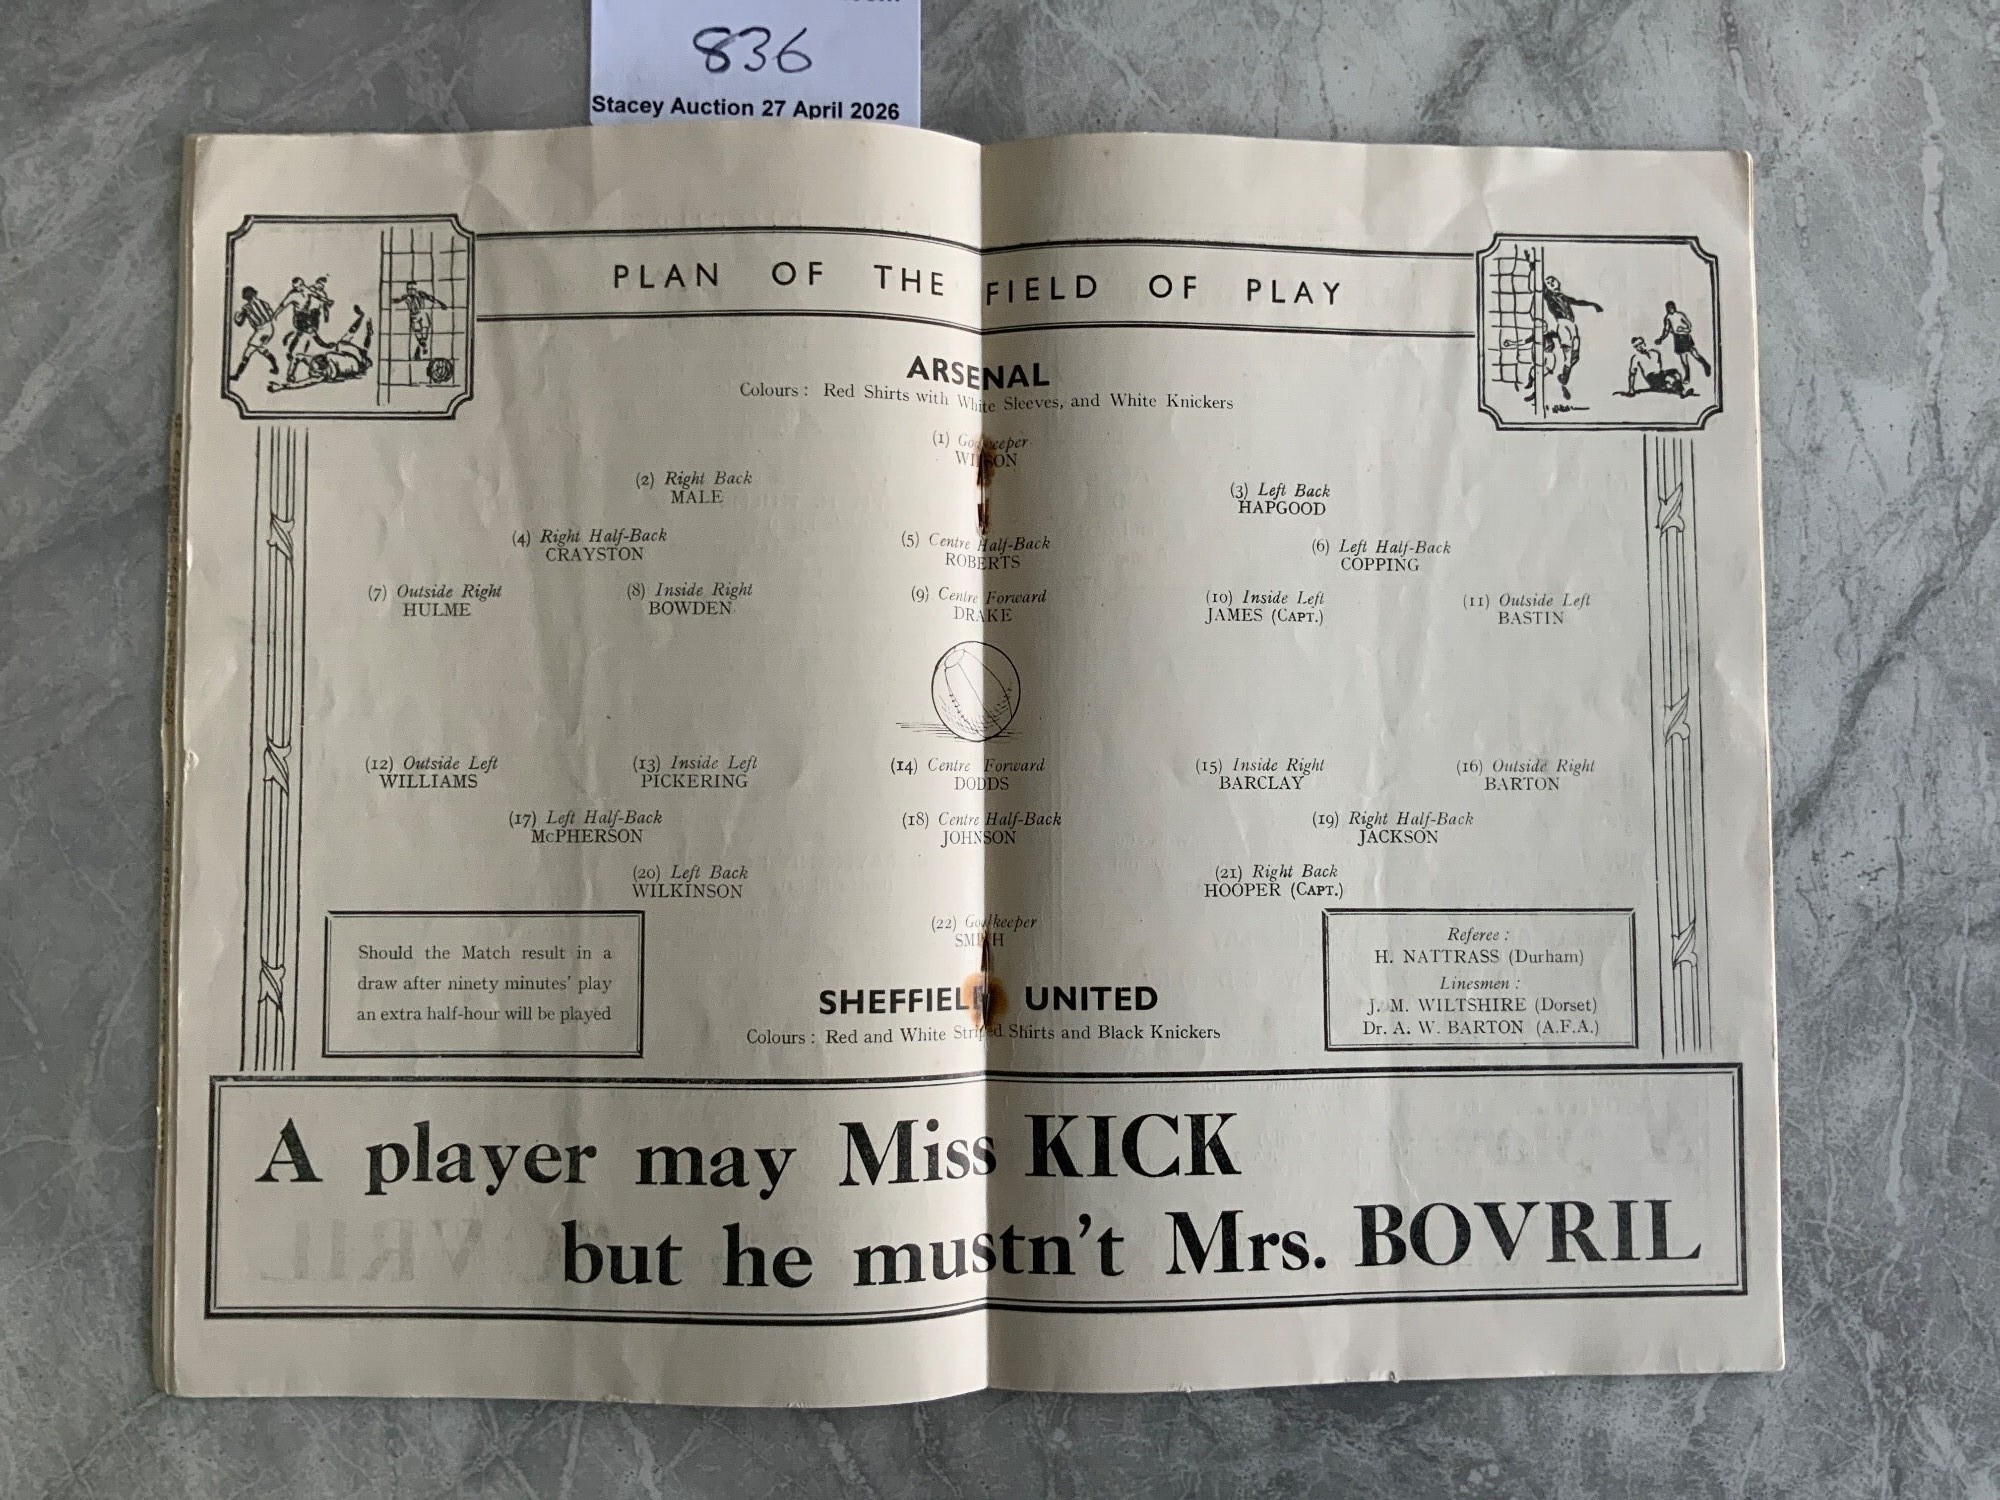 836
Stacey Auction 27 April 2026
PLAN OF THE FIELD OF PLAY
ARSENAL
Colours : Red Shirts with White Sleeves, and White Knickers
(1) Goalkeeper
WILSON
(2) Right Back
MALE
(3) Left Back
HAPGOOD
(4) Right Half-Back
CRAYSTON
(5) Centre Half-Back
ROBERTS
(6) Left Half-Back
COPPING
(7) Outside Right
HULME
(8) Inside Right
BOWDEN
(9) Centre Forward
DRAKE
(10) Inside Left
JAMES (CAPT.)
(11) Outside Left
BASTIN
(12) Outside Left
WILLIAMS
(13) Inside Left
PICKERING
(14) Centre Forward
DODDS
(15) Inside Right
BARCLAY
(16) Outside Right
BARTON
(17) Left Half-Back
McPHERSON
(18) Centre Half-Back
JOHNSON
(19) Right Half-Back
JACKSON
(20) Left Back
WILKINSON
(21) Right Back
HOOPER (CAPT.)
(22) Goalkeeper
SMITH
SHEFFIELD UNITED
Colours : Red and White Striped Shirts and Black Knickers
Should the Match result in a
draw after ninety minutes' play
an extra half-hour will be played
Referee :
H. NATTRASS (Durham)
Linesmen :
J. M. WILTSHIRE (Dorset)
Dr. A. W. BARTON (A.F.A.)
A player may Miss KICK
but he mustn't Mrs. BOVRIL